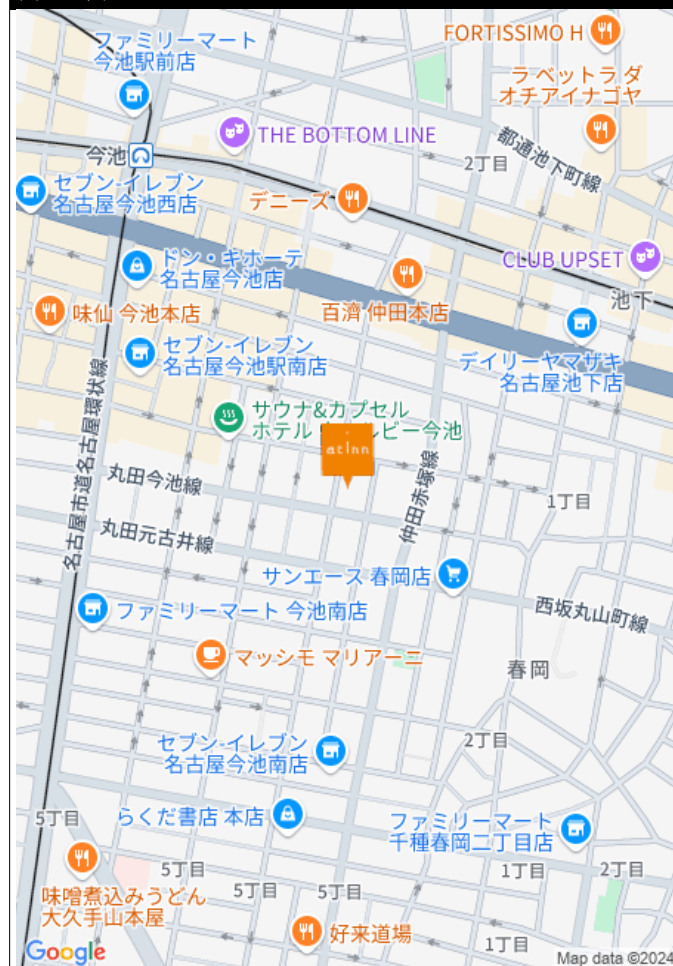 FORTISSIMO H
ファミリーマート
今池駅前店
ラ ベットラ ダ
オチアイナゴヤ
THE BOTTOM LINE
都通池下町線
今池
2丁目
セブン-イレブン
名古屋今池西店
デニーズ
ドン・キホーテ
名古屋今池店
CLUB UPSET
池下
味仙 今池本店
百済 仲田本店
セブン-イレブン
名古屋今池駅南店
デイリーヤマザキ
名古屋池下店
サウナ&カプセル
ホテル
ルビー今池
atInn
丸田今池線
仲田赤塚線
1丁目
名古屋市道名古屋環状線
丸田元古井線
サンエース 春岡店
ファミリーマート 今池南店
西坂丸山町線
マッシモ マリアーニ
春岡
セブン-イレブン
名古屋今池南店
2丁目
らくだ書店 本店
5丁目
ファミリーマート
千種春岡二丁目店
5丁目
1丁目
2丁目
味噌煮込みうどん
大久手山本屋
5丁目
5丁目
好来道場
1丁目
Google
Map data ©2024